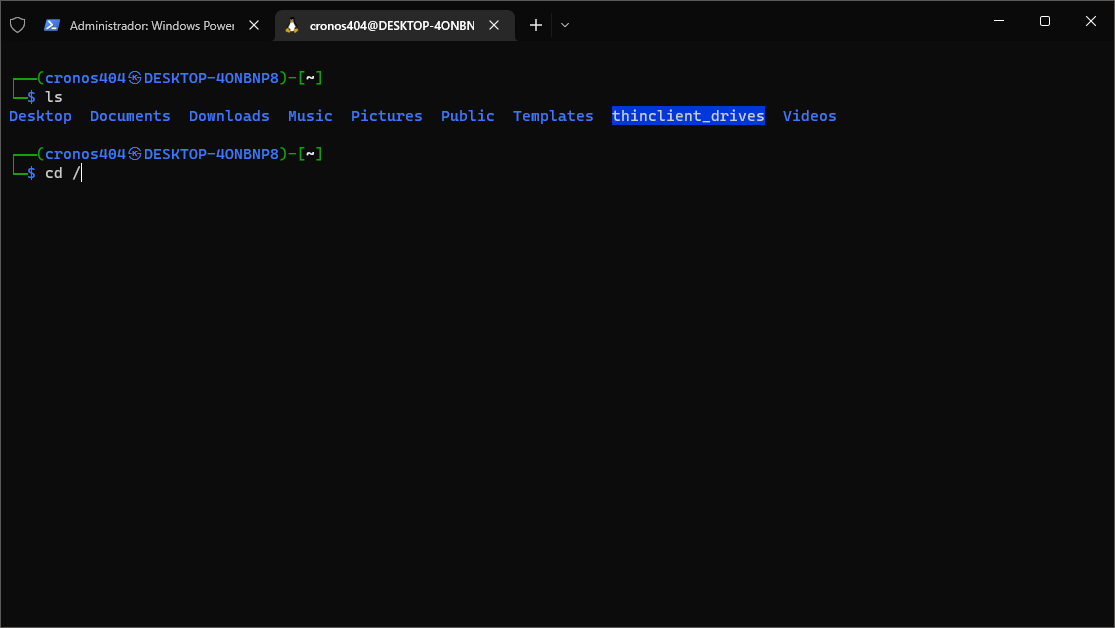 Administrador: Windows Power
cronos404@DESKTOP-4ONBNP
┌──(cronos404㉿DESKTOP-4ONBNP8)-[~]
└─$ ls
Desktop Documents Downloads Music Pictures Public Templates thinclient_drives Videos
┌──(cronos404㉿DESKTOP-4ONBNP8)-[~]
└─$ cd /